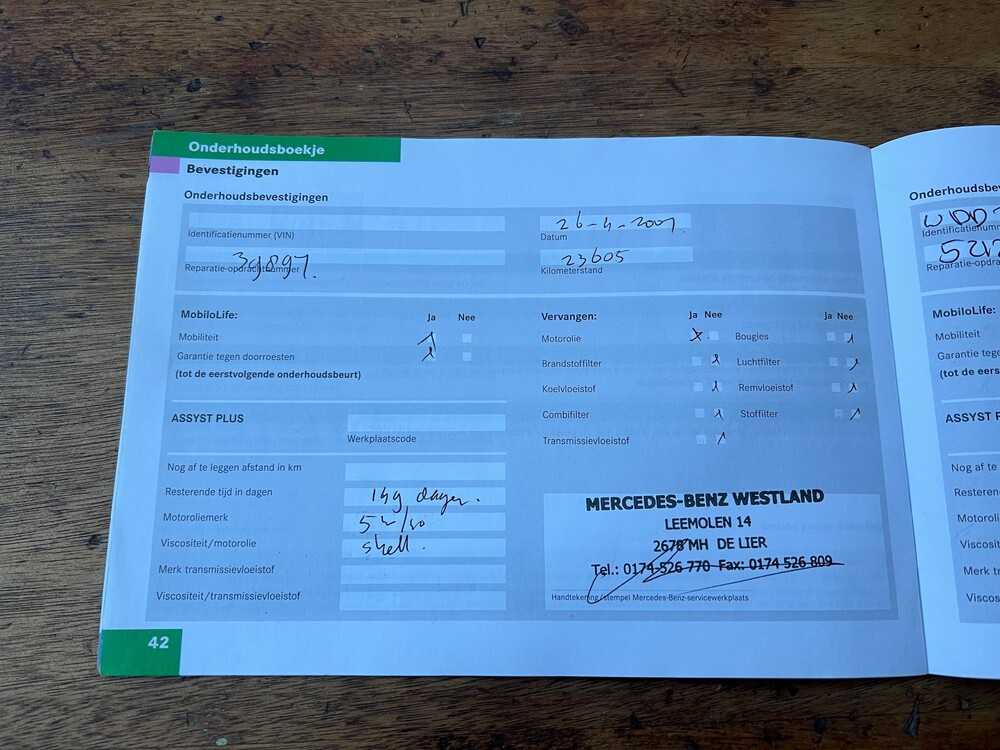 Onderhoudsboekje
Bevestigingen
Onderhoudsbevestigingen
Identificatienummer (VIN)
39897.
Reparatie-opdrachtnummer
26-4-2007
Datum
23605
Kilometerstand
MobiloLife:
Ja Nee
Mobiliteit
Garantie tegen doorroesten
(tot de eerstvolgende onderhoudsbeurt)
ASSYST PLUS
Werkplaatscode
Nog af te leggen afstand in km
Resterende tijd in dagen
149 dagen.
Motoroliemerk
Viscositeit/motorolie
shell.
Merk transmissievloeistof
Viscositeit/transmissievloeistof
Vervangen:
Ja Nee
Ja Nee
Motorolie x Bougies
Brandstoffilter Luchtfilter
Koelvloeistof Remvloeistof
Combifilter Stoffilter
Transmissievloeistof
MERCEDES-BENZ WESTLAND
LEEMOLEN 14
2678 MH DE LIER
Tel.: 0174-526 770 Fax: 0174 526 809
Handtekening/stempel Mercedes-Benz-servicewerkplaats
42
Onderhoudsbe
WDD
Identificatienumm
Reparatie-opdra
MobiloLife:
Mobiliteit
Garantie tege
(tot de eers
ASSYST P
Nog af te
Resteren
Motoroli
Viscosit
Merk tr
Viscos